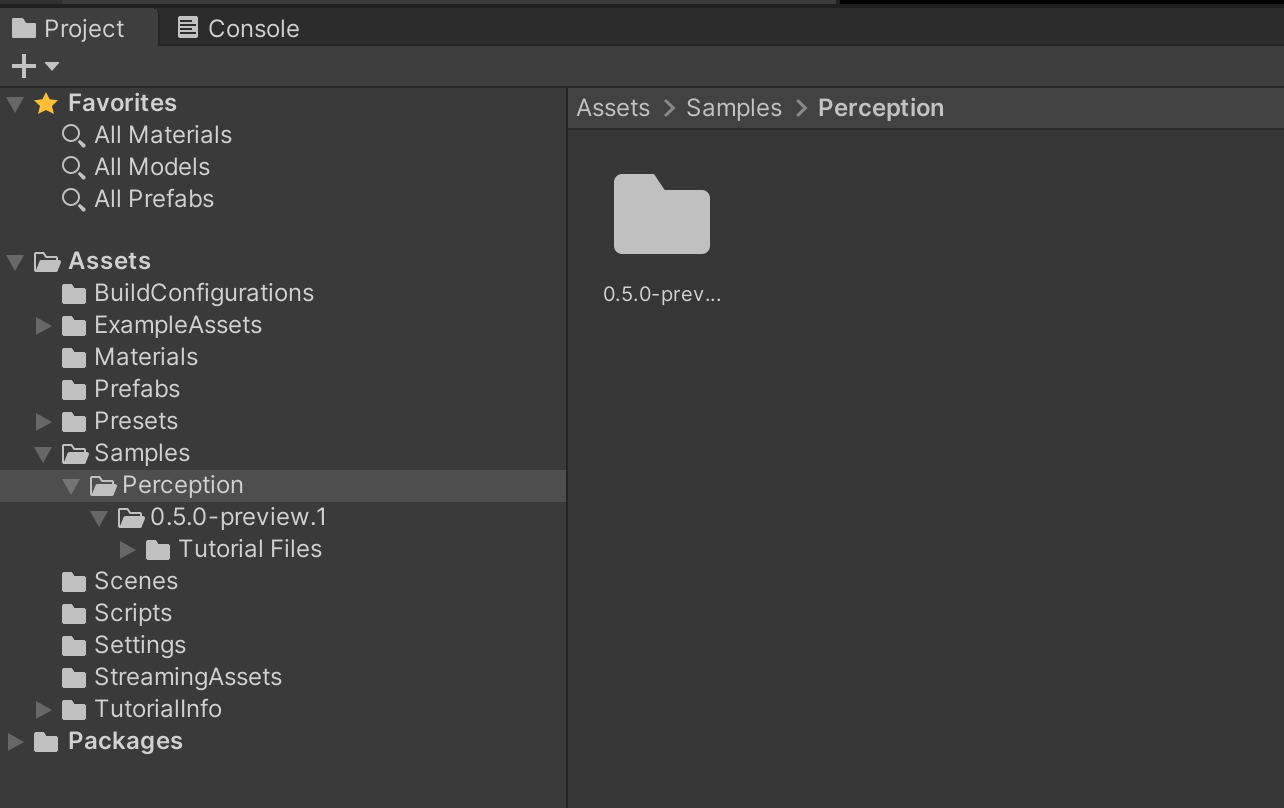 Project
Console
Favorites
All Materials
All Models
All Prefabs
Assets
BuildConfigurations
ExampleAssets
Materials
Prefabs
Presets
Samples
Perception
0.5.0-preview.1
Tutorial Files
Scenes
Scripts
Settings
StreamingAssets
TutorialInfo
Packages
Assets > Samples > Perception
0.5.0-prev...